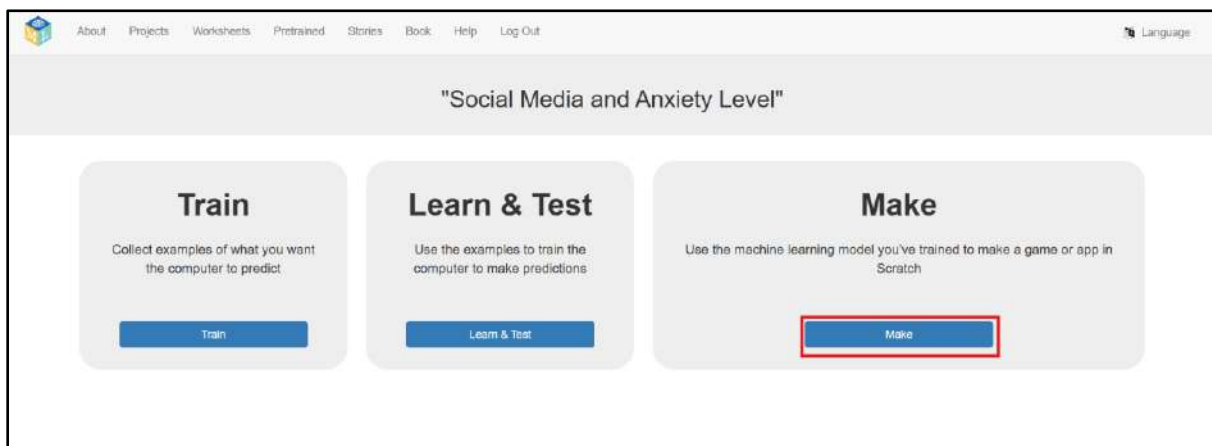 About Projects Worksheets Pretrained Stories Book Help Log Out Language
"Social Media and Anxiety Level"
Train
Collect examples of what you want
the computer to predict
Train
Learn & Test
Use the examples to train the
computer to make predictions
Learn & Test
Make
Use the machine learning model you've trained to make a game or app in
Scratch
Make